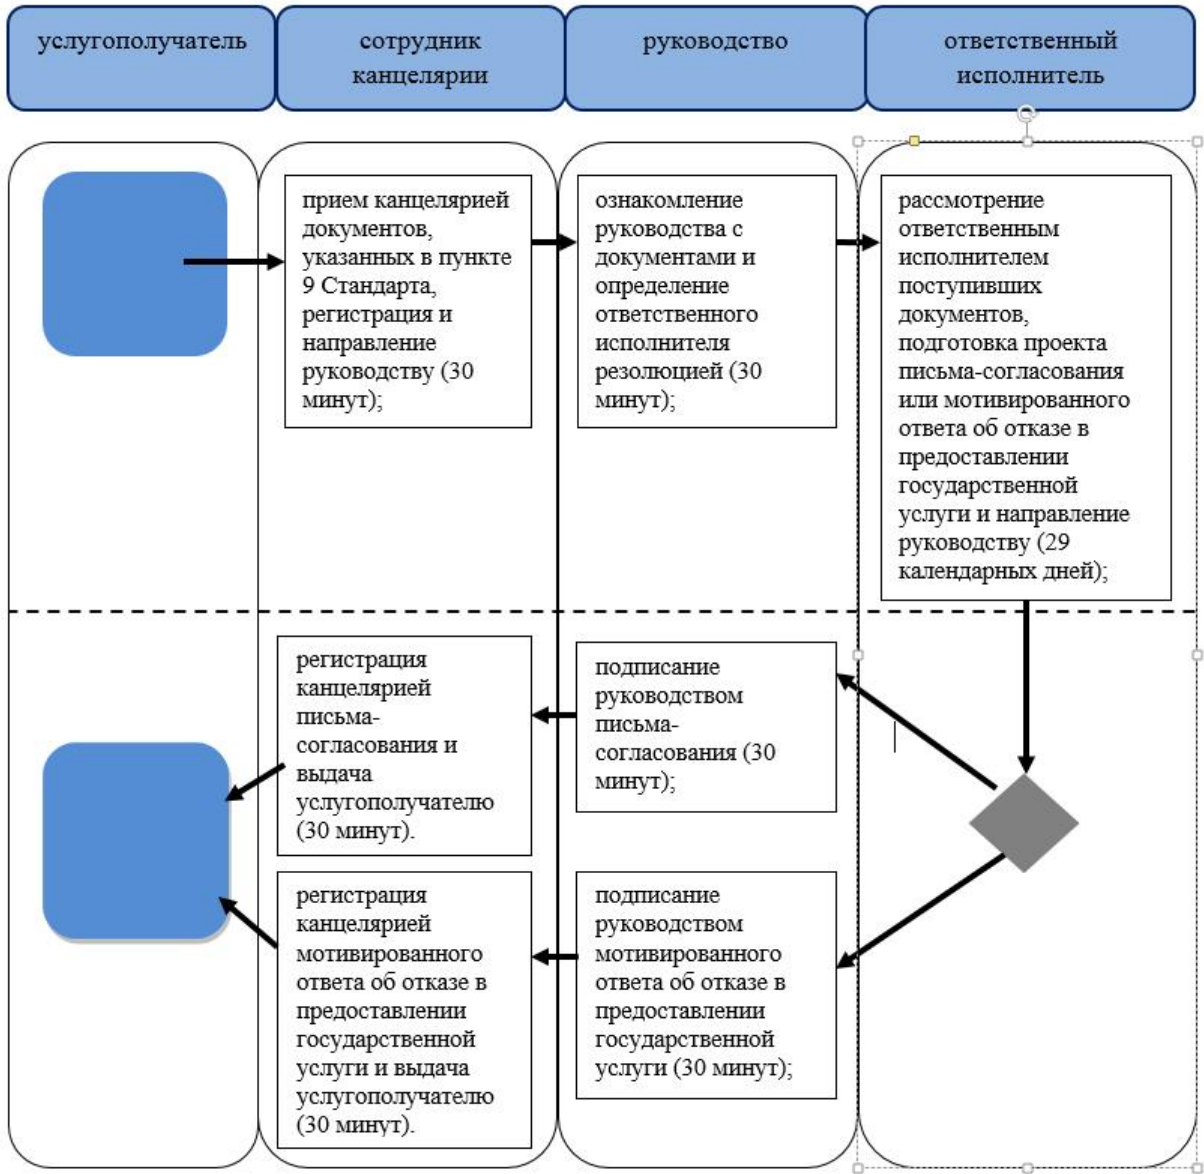 услугополучатель
сотрудник
канцелярии
руководство
ответственный
исполнитель
прием канцелярией
документов,
указанных в пункте
9 Стандарта,
регистрация и
направление
руководству (30
минут);
ознакомление
руководства с
документами и
определение
ответственного
исполнителя
резолюцией (30
минут);
рассмотрение
ответственным
исполнителем
поступивших
документов,
подготовка проекта
письма-согласования
или мотивированного
ответа об отказе в
предоставлении
государственной
услуги и направление
руководству (29
календарных дней);
регистрация
канцелярией
письма-
согласования и
выдача
услугополучателю
(30 минут).
подписание
руководством
письма-
согласования (30
минут);
регистрация
канцелярией
мотивированного
ответа об отказе в
предоставлении
государственной
услуги и выдача
услугополучателю
(30 минут).
подписание
руководством
мотивированного
ответа об отказе в
предоставлении
государственной
услуги (30 минут);